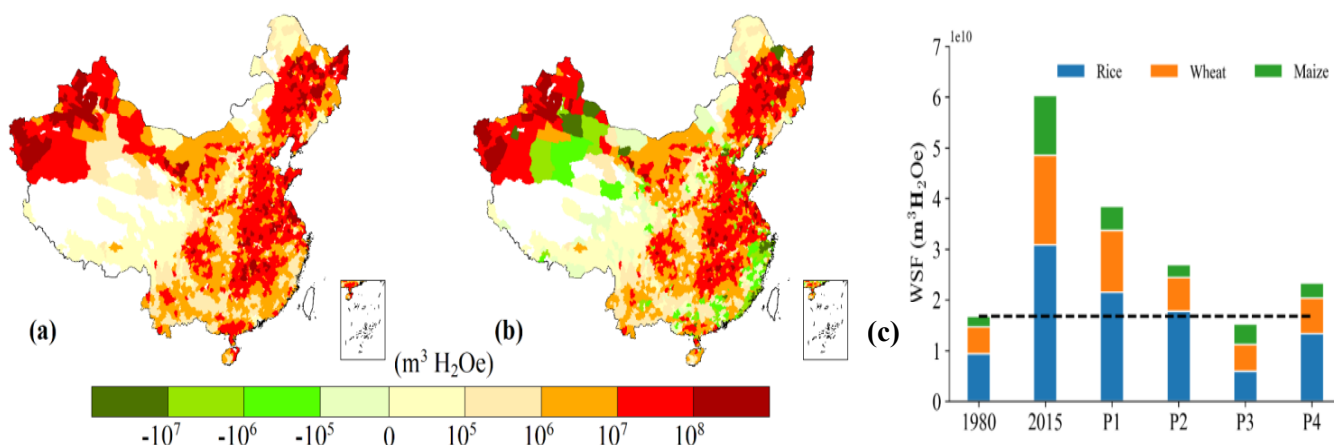 (a)
(b)
(m³ H₂Oe)
-10⁷ -10⁶ -10⁵ 0 10⁵ 10⁶ 10⁷ 10⁸
1e10
7
Rice Wheat Maize
6
5
4
3
2
1
0
WSF (m³H₂Oe)
(c)
1980 2015 P1 P2 P3 P4